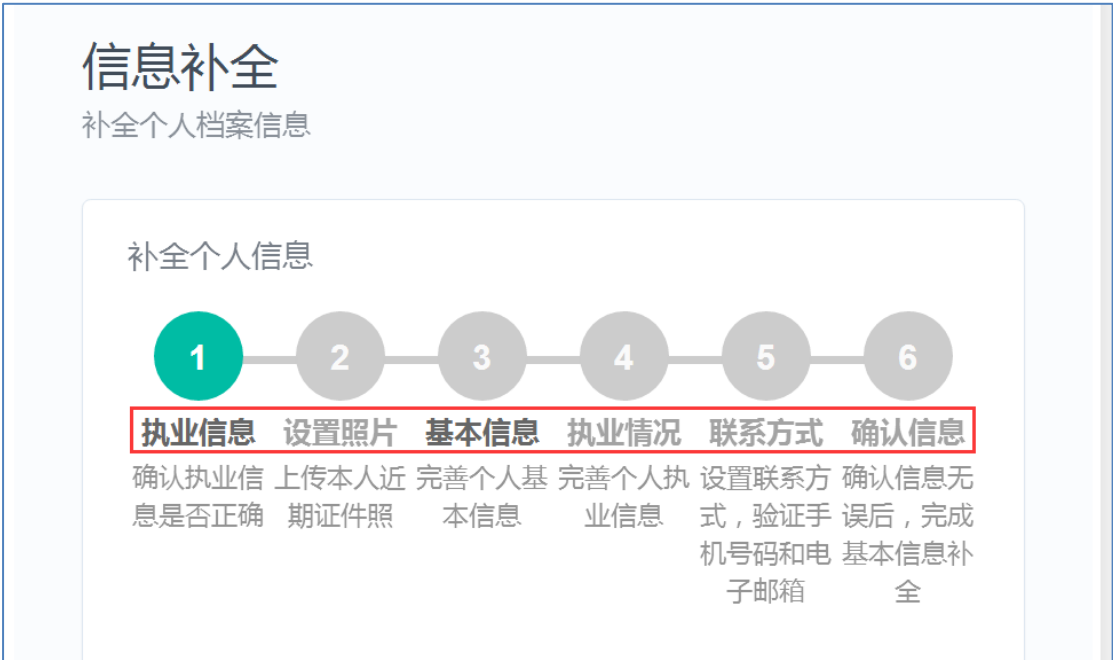 信息补全
补全个人档案信息
补全个人信息
1 2 3 4 5 6
执业信息 设置照片 基本信息 执业情况 联系方式 确认信息
确认执业信 上传本人近 完善个人基 完善个人执 设置联系方 确认信息无
息是否正确 期证件照 本信息 业信息 式，验证手 误后，完成
机号码和电 基本信息补
子邮箱 全